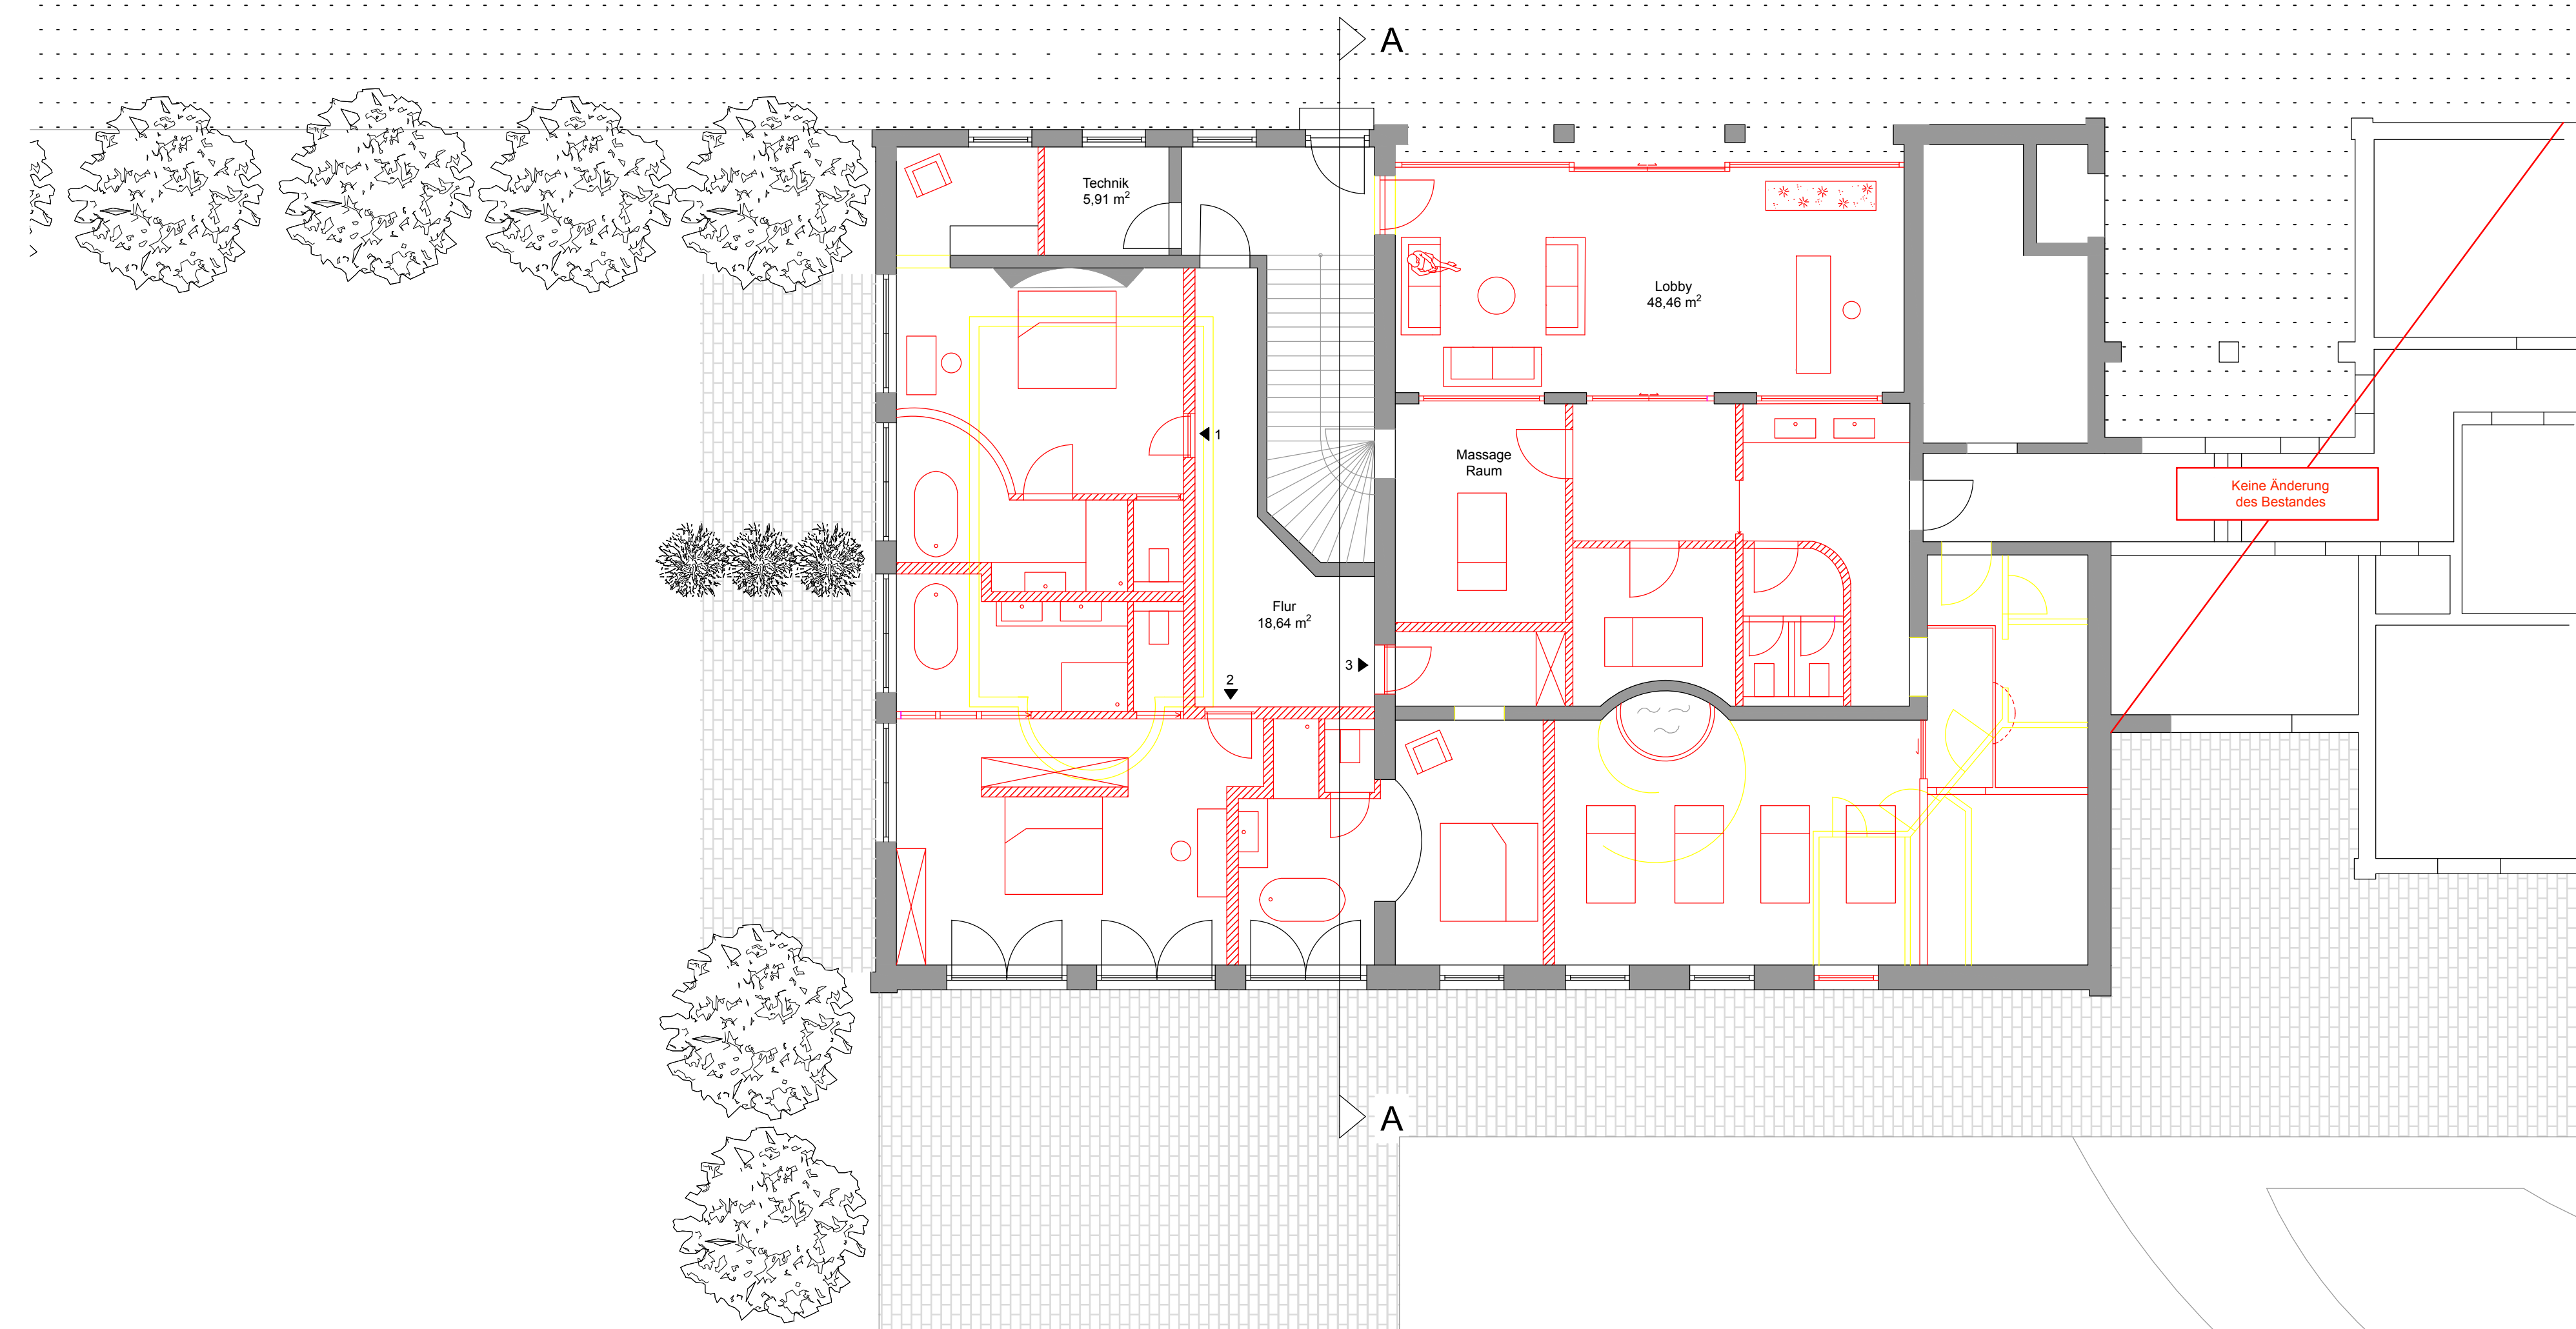 A
Technik
5,91 m²
Lobby
48,46 m²
1
Massage
Raum
Keine Änderung
des Bestandes
Flur
18,64 m²
3
2
A